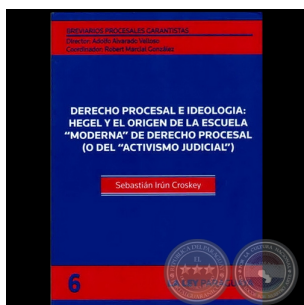 BREVIARIOS PROCESALES GARANTISTAS
Director: Adolfo Alvarado Velloso
Coordinador: Robert Marcial González
DERECHO PROCESAL E IDEOLOGIA:
HEGEL Y EL ORIGEN DE LA ESCUELA
"MODERNA" DE DERECHO PROCESAL
(O DEL "ACTIVISMO JUDICIAL")
Sebastián Irún Croskey
6